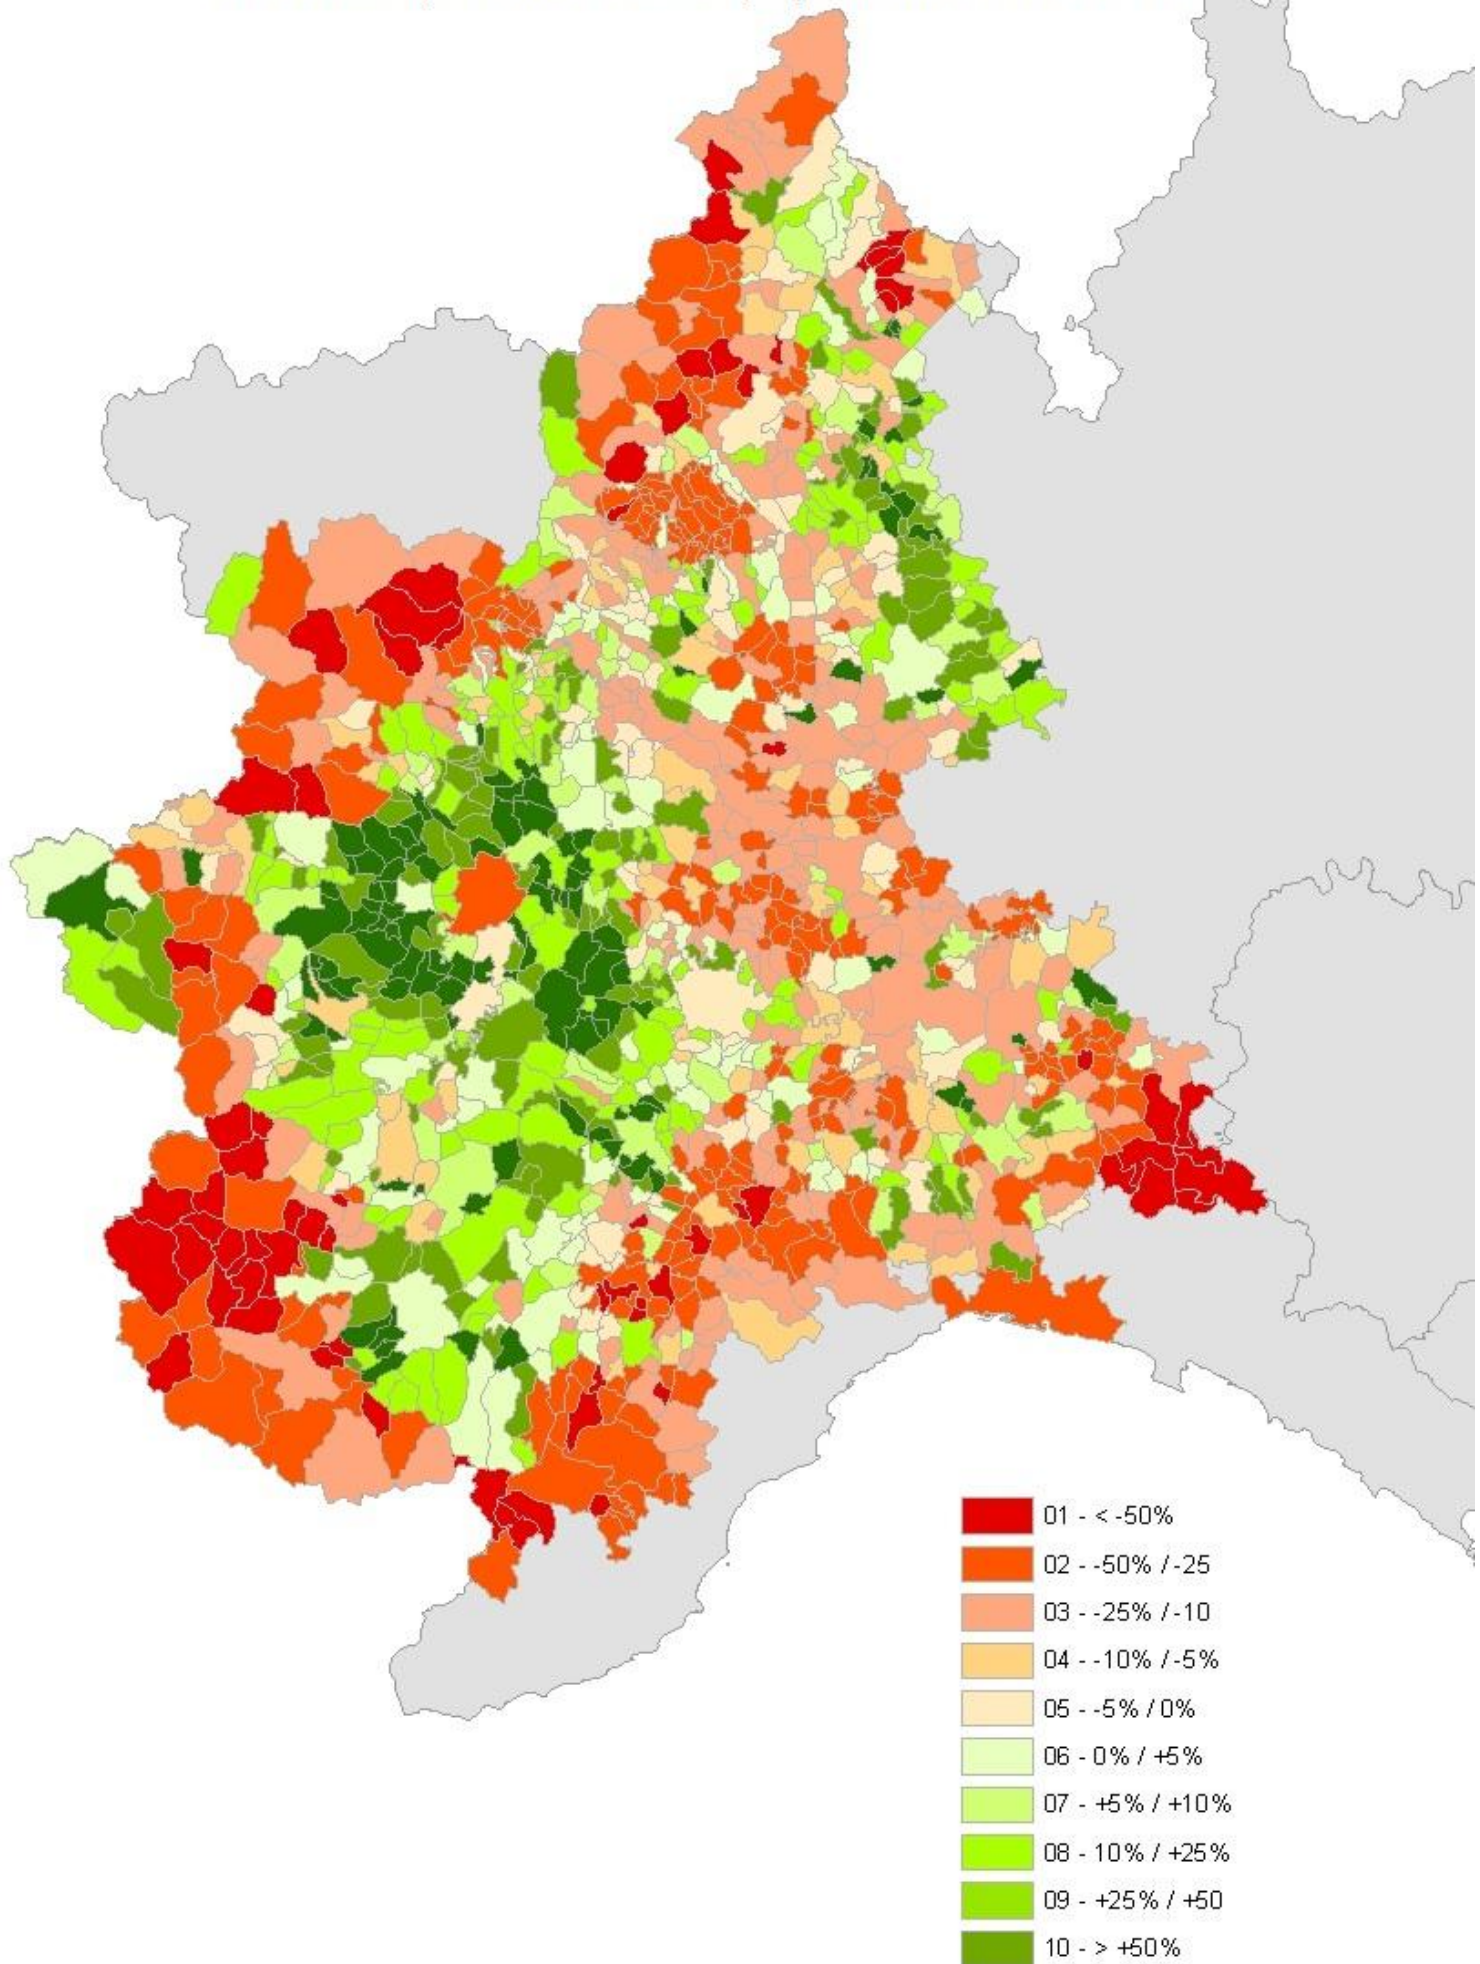 01 - < -50%
02 - -50% / -25
03 - -25% / -10
04 - -10% / -5%
05 - -5% / 0%
06 - 0% / +5%
07 - +5% / +10%
08 - 10% / +25%
09 - +25% / +50
10 - > +50%